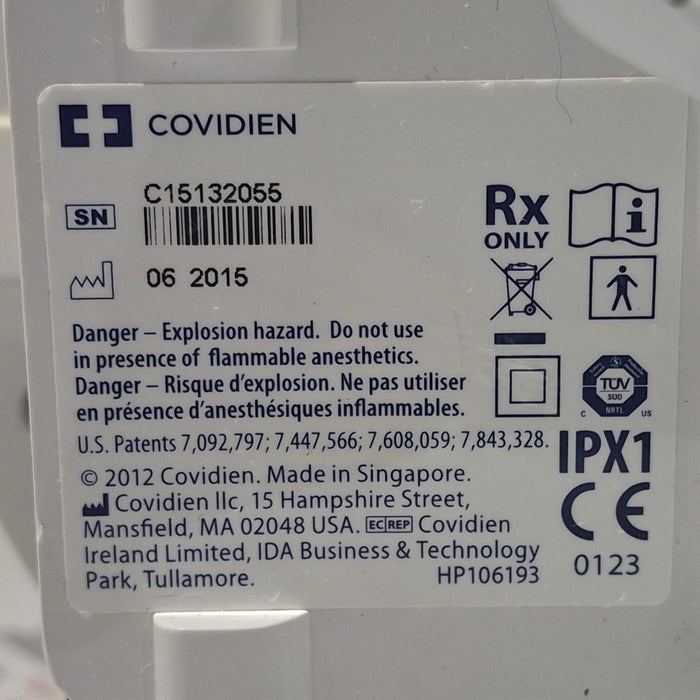 COVIDIEN
SN
C15132055
06 2015
Rx
ONLY
Danger – Explosion hazard. Do not use
in presence of flammable anesthetics.
Danger – Risque d'explosion. Ne pas utiliser
en présence d'anesthésiques inflammables.
TÜV
SÜD
NRTL
C US
U.S. Patents 7,092,797; 7,447,566; 7,608,059; 7,843,328.
IPX1
© 2012 Covidien. Made in Singapore.
Covidien llc, 15 Hampshire Street,
Mansfield, MA 02048 USA. EC REP Covidien
Ireland Limited, IDA Business & Technology
Park, Tullamore.
HP106193
CE
0123